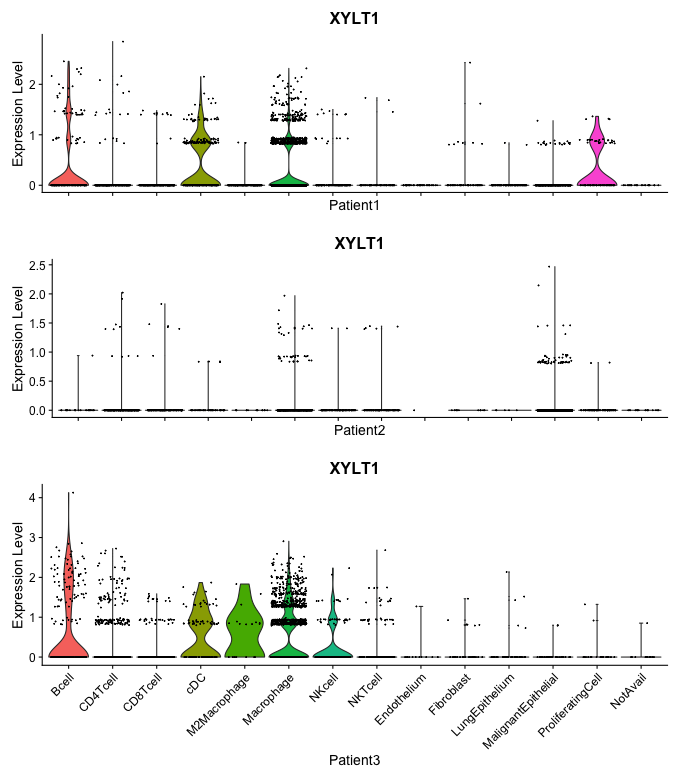 XYLT1
Expression Level
2
1
0
Patient1
XYLT1
Expression Level
2.5
2.0
1.5
1.0
0.5
0.0
Patient2
XYLT1
Expression Level
4
3
2
1
0
Bcell
CD4Tcell
CD8Tcell
cDC
M2Macrophage
Macrophage
NKcell
NKTcell
Endothelium
Fibroblast
LungEpithelium
MalignantEpithelial
ProliferatingCell
NotAvail
Patient3